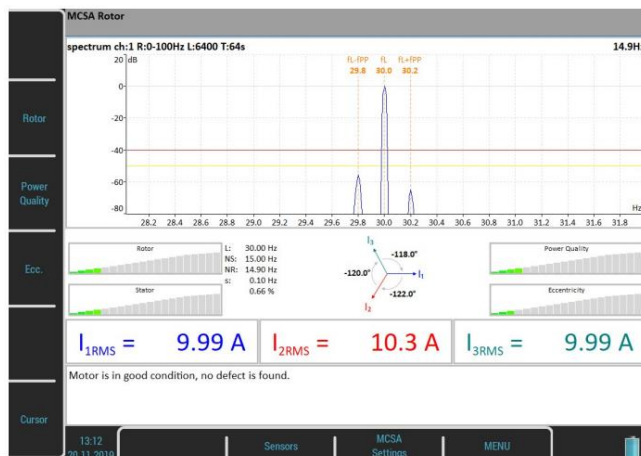 MCSA Rotor
spectrum ch:1 R:0-100Hz L:6400 T:64s
14.9Hz
20 dB
fL-fPP fL fL+fPP
29.8 30.0 30.2
0
-20
-40
-60
-80
Hz
28.2 28.4 28.6 28.8 29.0 29.2 29.4 29.6 29.8 30.0 30.2 30.4 30.6 30.8 31.0 31.2 31.4 31.6 31.8
Rotor
Power
Quality
Ecc.
Cursor
Rotor
Stator
L: 30.00 Hz
NS: 15.00 Hz
NR: 14.90 Hz
s: 0.10 Hz
0.66 %
I3
-118.0°
-120.0°
I1
-122.0°
I2
Power Quality
Eccentricity
I1RMS = 9.99 A
I2RMS = 10.3 A
I3RMS = 9.99 A
Motor is in good condition, no defect is found.
13:12
20.11.2019
Sensors
MCSA
Settings
MENU